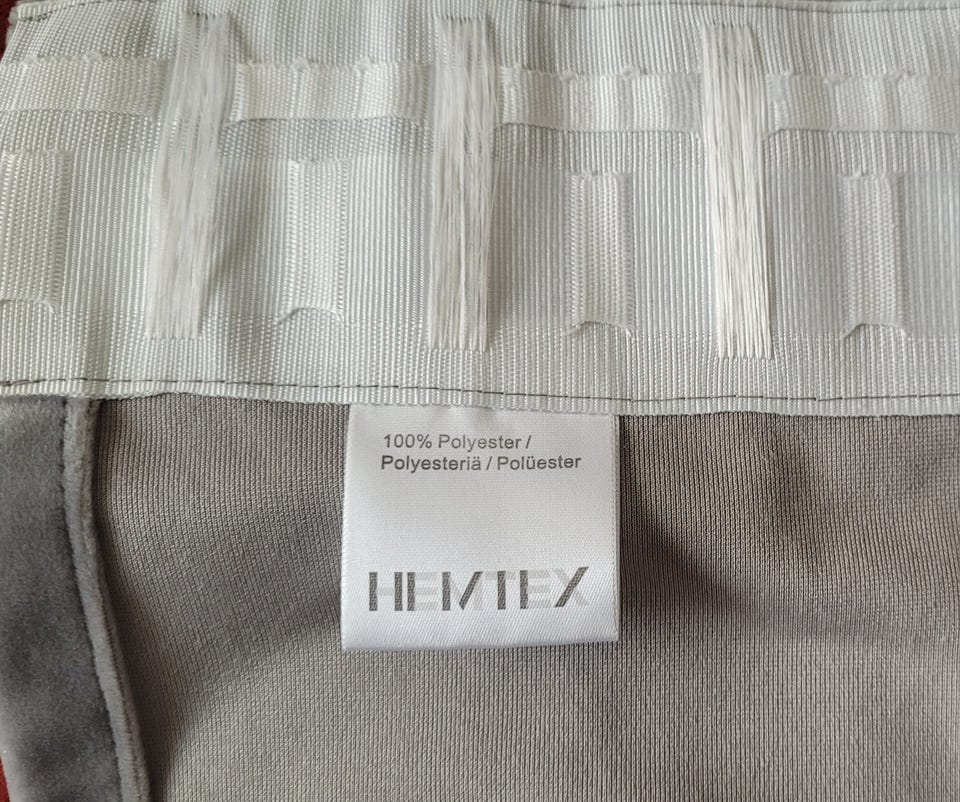 100% Polyester /
Polyesteriä / Polüester
HEMTEX